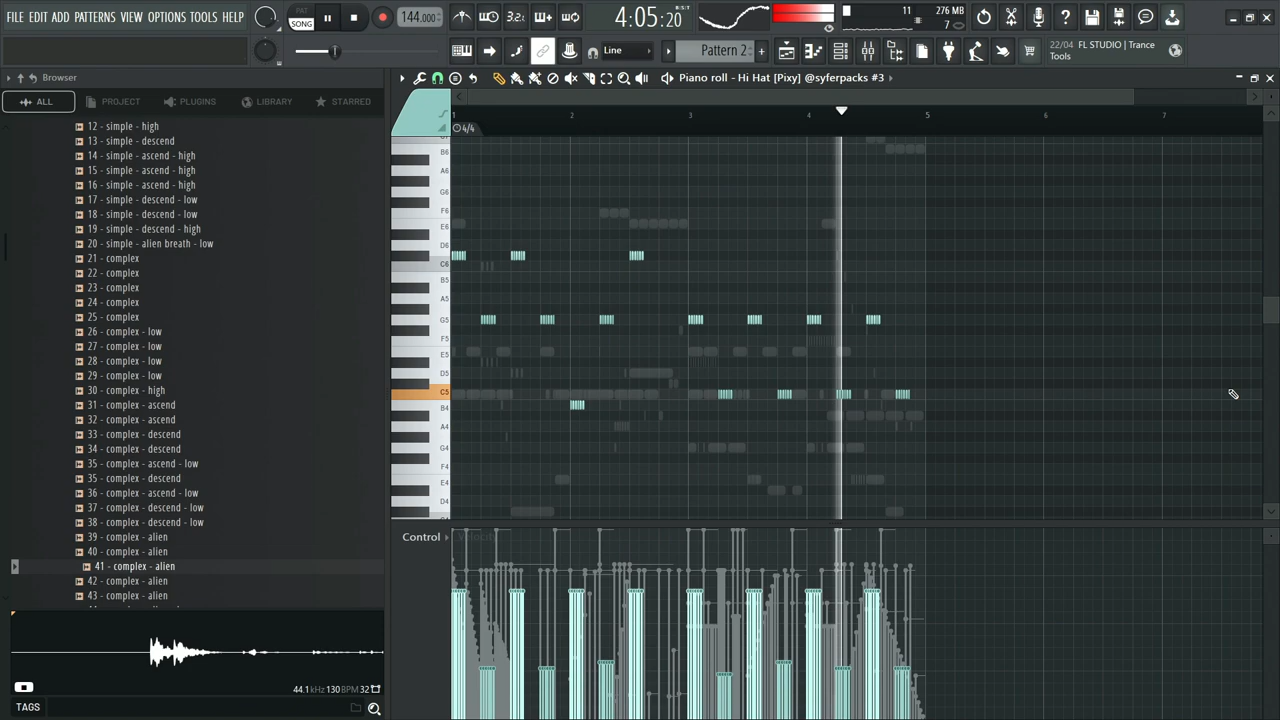 FILE EDIT ADD PATTERNS VIEW OPTIONS TOOLS HELP
PAT
SONG
144.000
3.2
4:05:20
11
276 MB
7
Line
Pattern 2
22/04 FL STUDIO | Trance
Tools
Browser
Piano roll - Hi Hat [Pixy] @syferpacks #3
ALL
PROJECT
PLUGINS
LIBRARY
STARRED
1 2 3 4 5 6 7
4/4
12 - simple - high
13 - simple - descend
14 - simple - ascend - high
15 - simple - ascend - high
16 - simple - ascend - high
17 - simple - descend - low
18 - simple - descend - low
19 - simple - descend - high
20 - simple - alien breath - low
21 - complex
22 - complex
23 - complex
24 - complex
25 - complex
26 - complex - low
27 - complex - low
28 - complex - low
29 - complex - low
30 - complex - high
31 - complex - ascend
32 - complex - ascend
33 - complex - descend
34 - complex - descend
35 - complex - ascend - low
35 - complex - descend
36 - complex - ascend - low
37 - complex - descend - low
38 - complex - descend - low
39 - complex - alien
40 - complex - alien
41 - complex - alien
42 - complex - alien
43 - complex - alien
B6
A6
G6
F6
E6
D6
C6
B5
A5
G5
F5
E5
D5
C5
B4
A4
G4
F4
E4
D4
Control
Velocity
44.1 kHz 130 BPM 32
TAGS